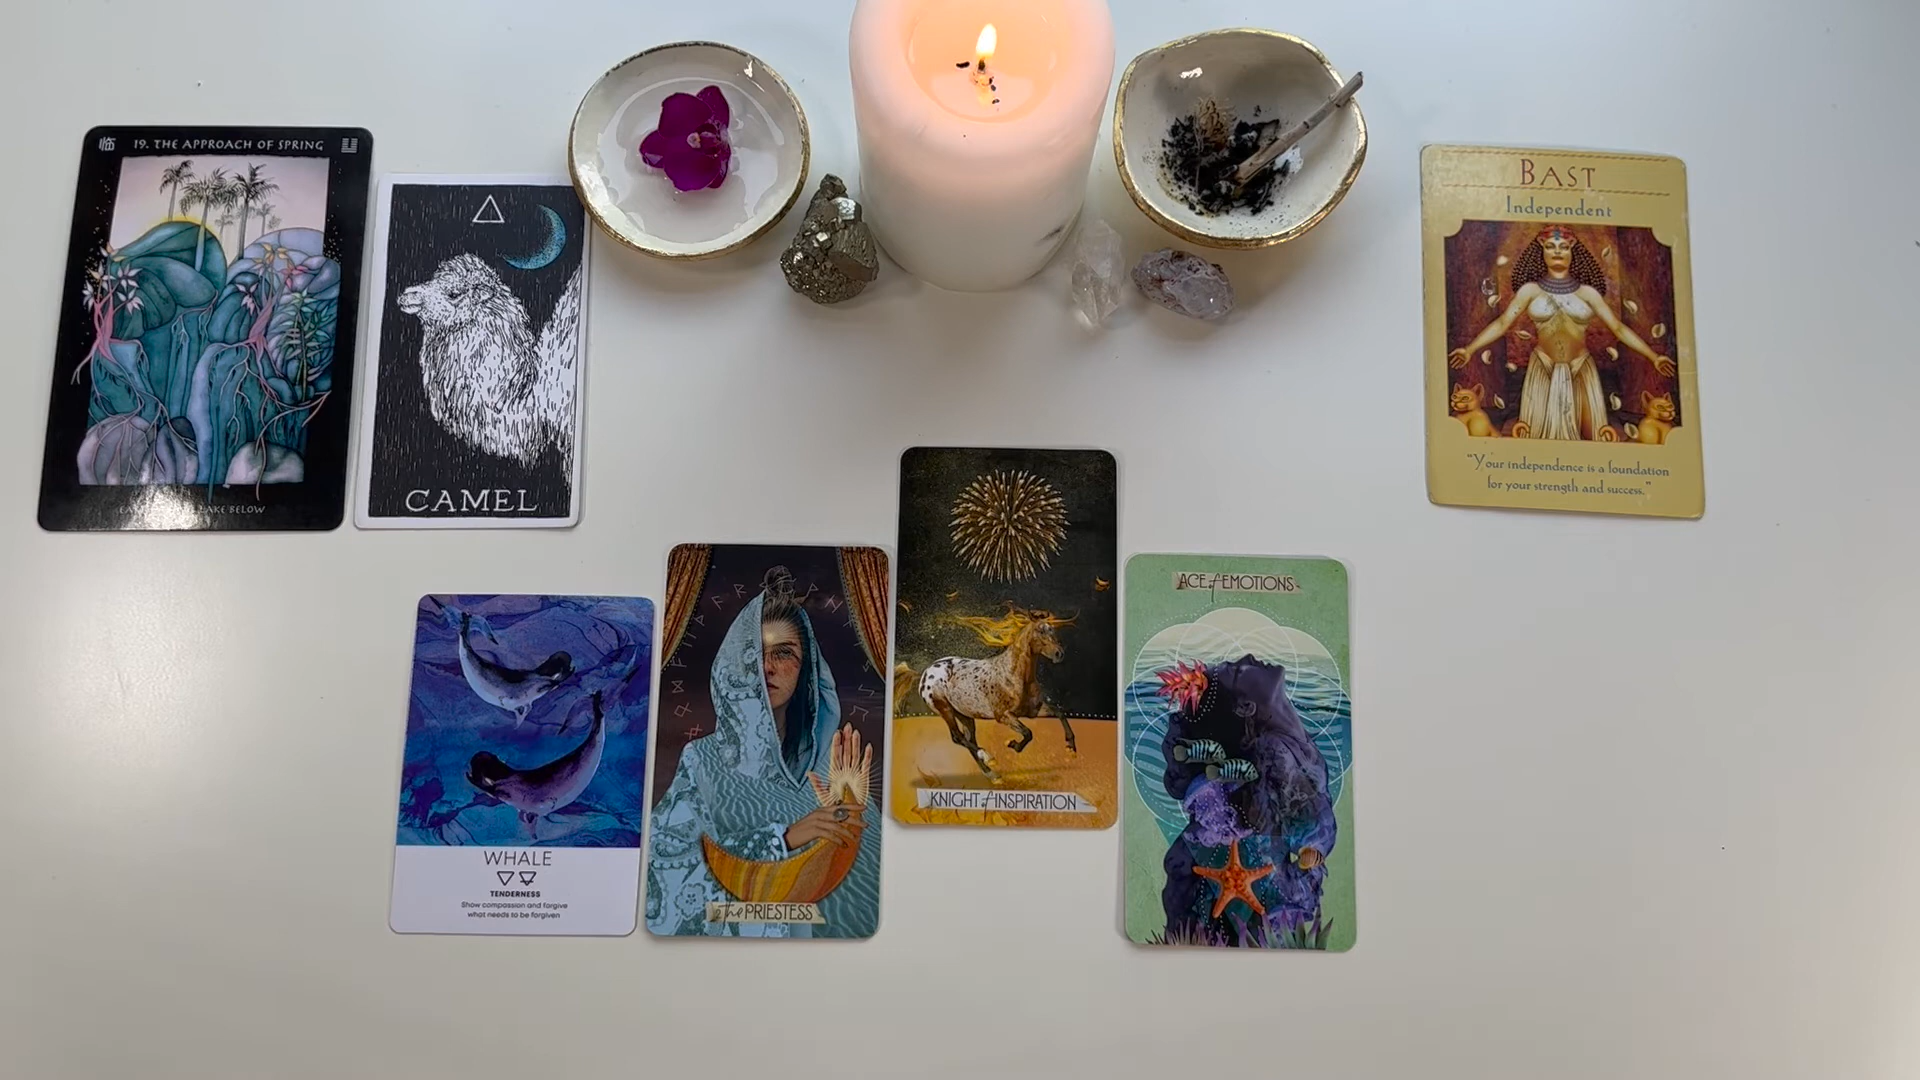 臨 19. THE APPROACH OF SPRING
LAKE BELOW
CAMEL
BAST
Independent
"Your independence is a foundation
for your strength and success."
WHALE
TENDERNESS
Show compassion and forgive
what needs to be forgiven
2 The PRIESTESS
KNIGHT of INSPIRATION
ACE of EMOTIONS